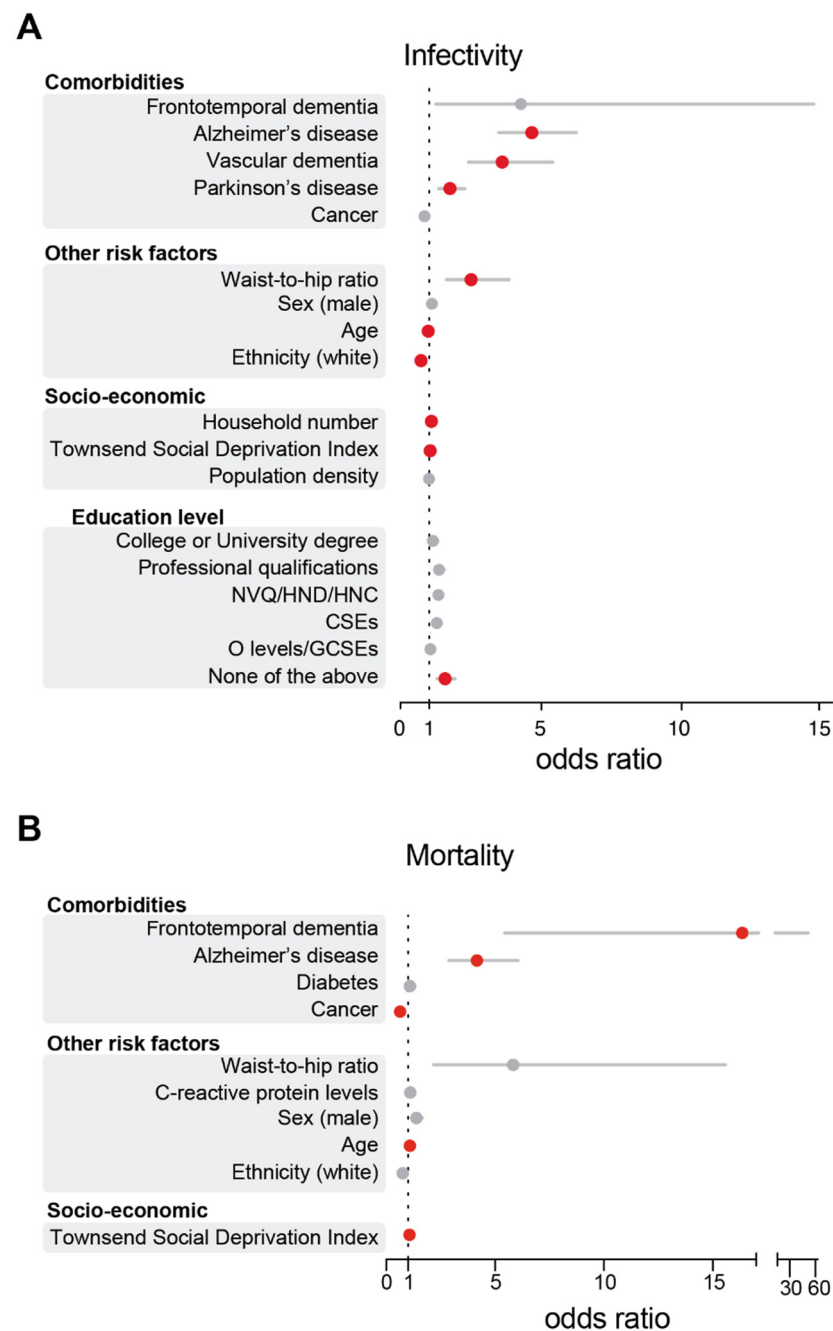 A
Infectivity
Comorbidities
Frontotemporal dementia
Alzheimer's disease
Vascular dementia
Parkinson's disease
Cancer
Other risk factors
Waist-to-hip ratio
Sex (male)
Age
Ethnicity (white)
Socio-economic
Household number
Townsend Social Deprivation Index
Population density
Education level
College or University degree
Professional qualifications
NVQ/HND/HNC
CSEs
O levels/GCSEs
None of the above
0 1 5 10 15
odds ratio
B
Mortality
Comorbidities
Frontotemporal dementia
Alzheimer's disease
Diabetes
Cancer
Other risk factors
Waist-to-hip ratio
C-reactive protein levels
Sex (male)
Age
Ethnicity (white)
Socio-economic
Townsend Social Deprivation Index
0 1 5 10 15 30 60
odds ratio